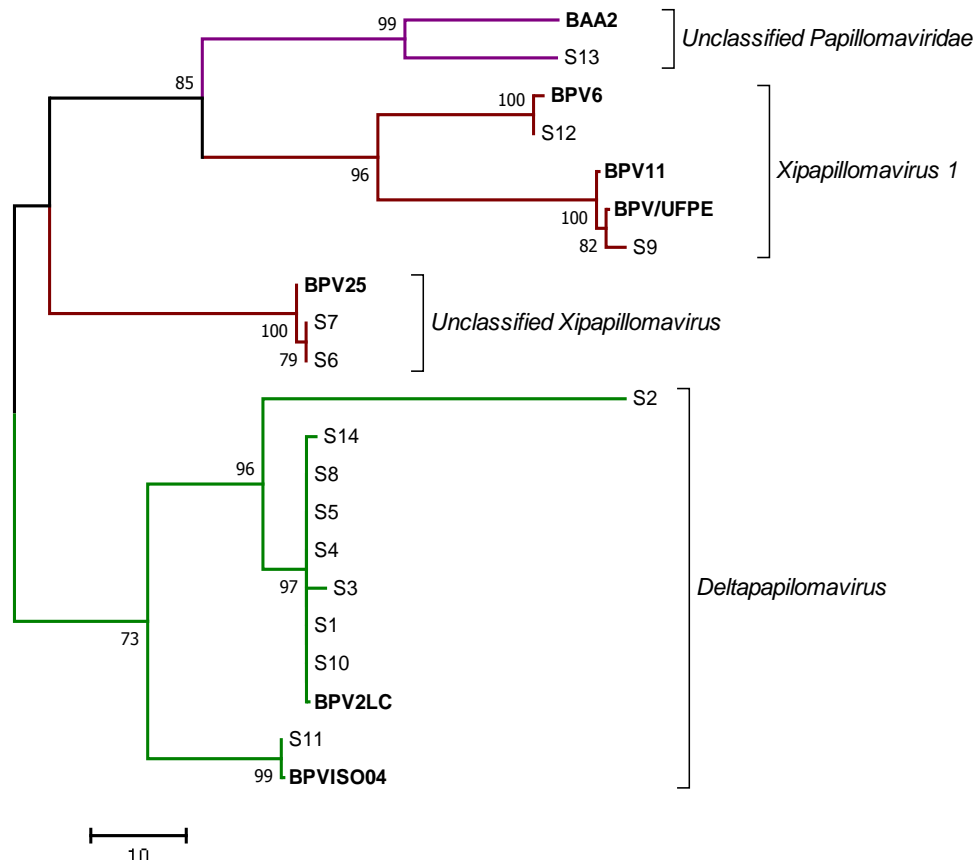 BAA2
99
Unclassified Papillomaviridae
S13
85
BPV6
100
S12
Xipapillomavirus 1
96
BPV11
BPV/UFPE
100
82
S9
BPV25
S7
Unclassified Xipapillomavirus
100
79
S6
S2
S14
96
S8
S5
S4
97
S3
Deltapapilomavirus
S1
73
S10
BPV2LC
S11
99
BPVISO04
10